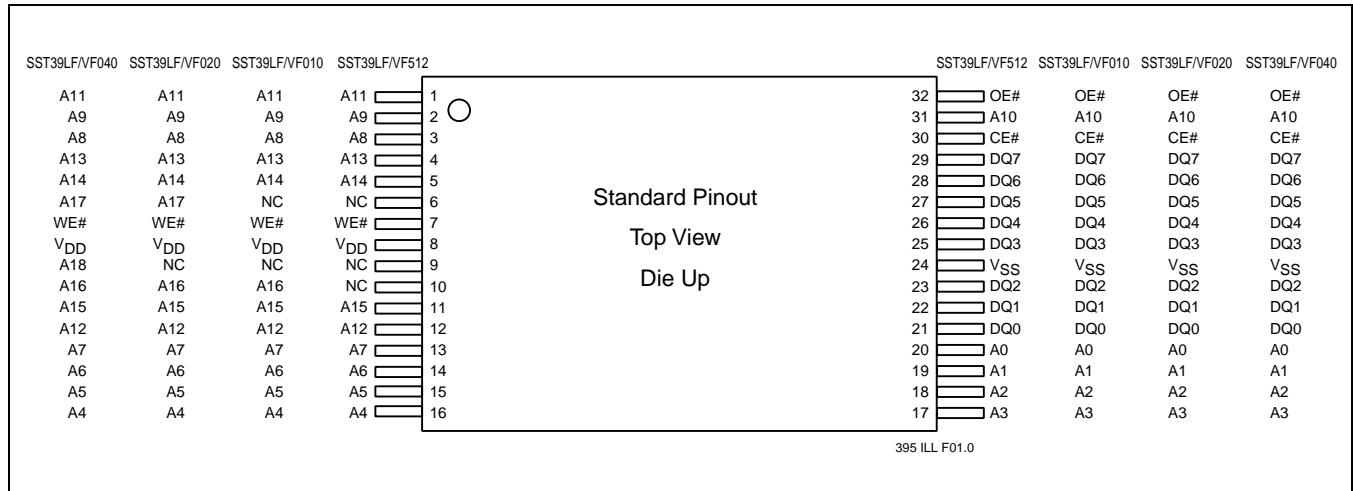 SST39LF/VF040 SST39LF/VF020 SST39LF/VF010 SST39LF/VF512 SST39LF/VF512 SST39LF/VF010 SST39LF/VF020 SST39LF/VF040
A11 A11 A11 A11 1 32 OE# OE# OE# OE#
A9 A9 A9 A9 2 31 A10 A10 A10 A10
A8 A8 A8 A8 3 30 CE# CE# CE# CE#
A13 A13 A13 A13 4 29 DQ7 DQ7 DQ7 DQ7
A14 A14 A14 A14 5 28 DQ6 DQ6 DQ6 DQ6
A17 A17 NC NC 6 Standard Pinout 27 DQ5 DQ5 DQ5 DQ5
WE# WE# WE# WE# 7 26 DQ4 DQ4 DQ4 DQ4
VDD VDD VDD VDD 8 Top View 25 DQ3 DQ3 DQ3 DQ3
A18 NC NC NC 9 24 VSS VSS VSS VSS
A16 A16 A16 NC 10 Die Up 23 DQ2 DQ2 DQ2 DQ2
A15 A15 A15 A15 11 22 DQ1 DQ1 DQ1 DQ1
A12 A12 A12 A12 12 21 DQ0 DQ0 DQ0 DQ0
A7 A7 A7 A7 13 20 A0 A0 A0 A0
A6 A6 A6 A6 14 19 A1 A1 A1 A1
A5 A5 A5 A5 15 18 A2 A2 A2 A2
A4 A4 A4 A4 16 17 A3 A3 A3 A3
395 ILL F01.0